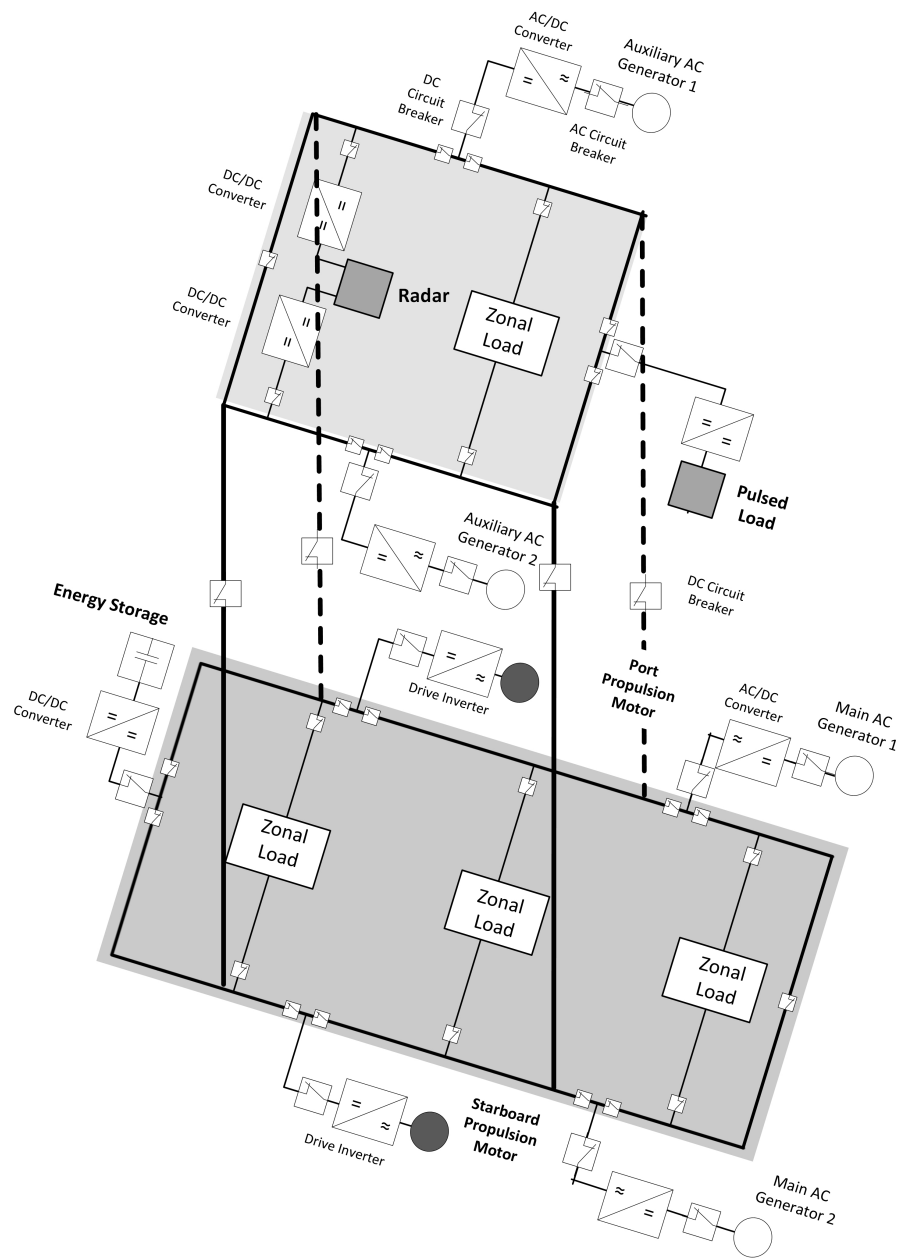 AC/DC
Converter
Auxiliary AC
Generator 1
DC
Circuit
Breaker
AC Circuit
Breaker
DC/DC
Converter
DC/DC
Converter
Radar
Zonal
Load
Pulsed
Load
Auxiliary AC
Generator 2
DC Circuit
Breaker
Energy Storage
DC/DC
Converter
Drive Inverter
Port
Propulsion
Motor
AC/DC
Converter
Main AC
Generator 1
Zonal
Load
Zonal
Load
Zonal
Load
Drive Inverter
Starboard
Propulsion
Motor
Main AC
Generator 2